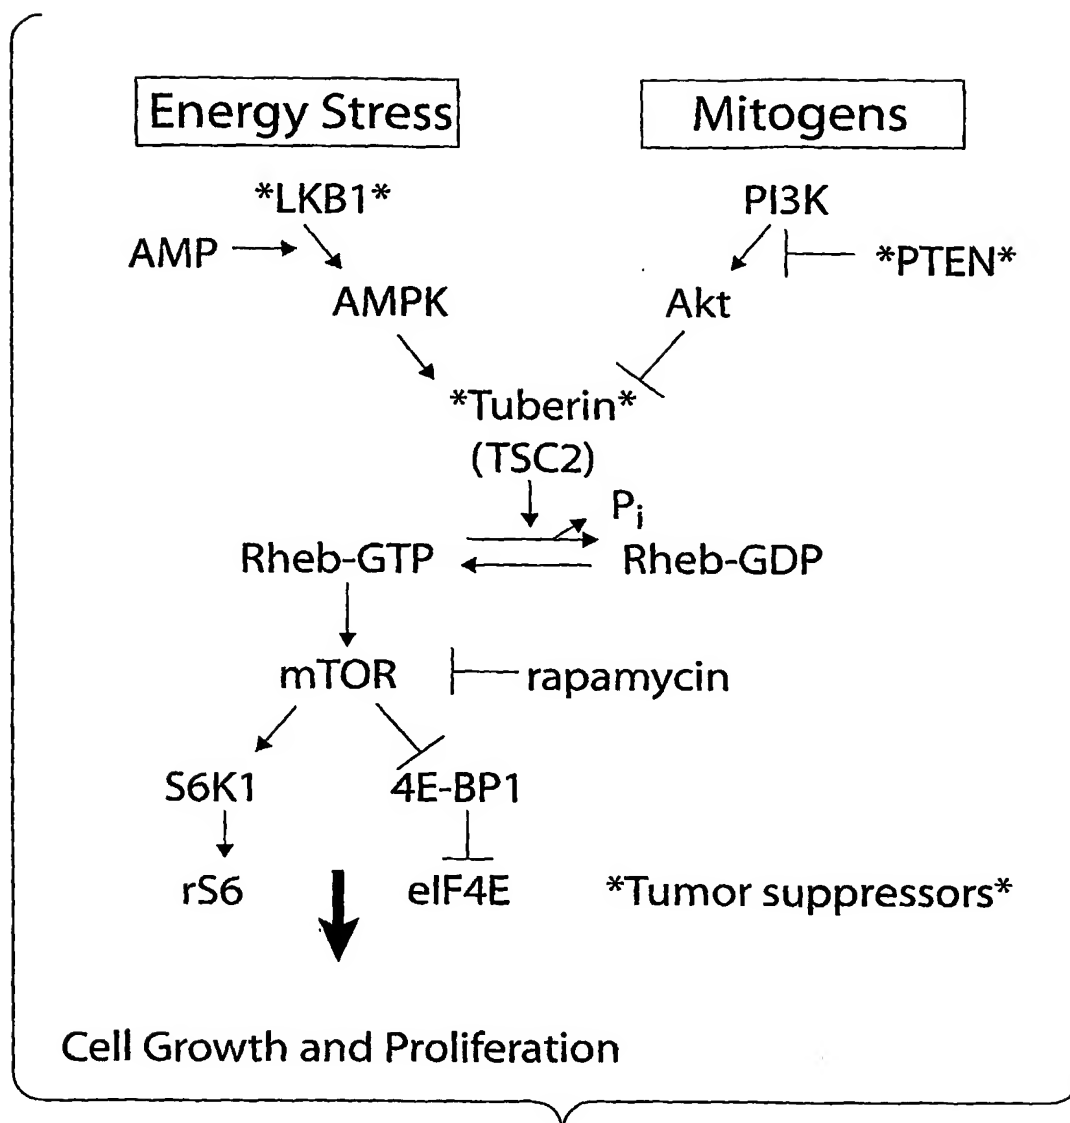 Energy Stress
Mitogens
*LKB1*
PI3K
AMP
*PTEN*
AMPK
Akt
*Tuberin*
(TSC2)
Pi
Rheb-GTP
Rheb-GDP
mTOR
rapamycin
S6K1
4E-BP1
rS6
eIF4E
*Tumor suppressors*
Cell Growth and Proliferation